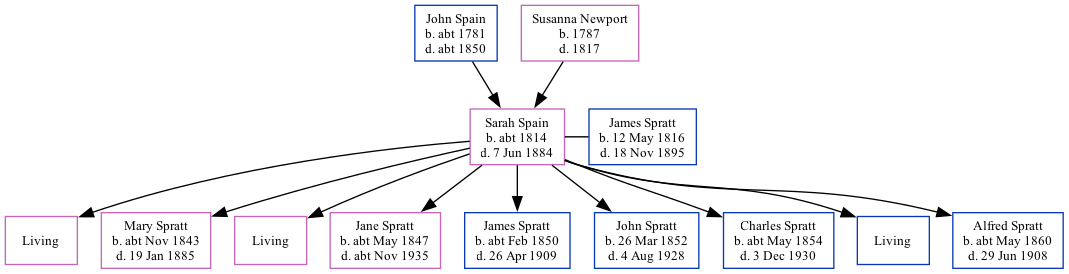 John Spain
b. abt 1781
d. abt 1850
Susanna Newport
b. 1787
d. 1817
Sarah Spain
b. abt 1814
d. 7 Jun 1884
James Spratt
b. 12 May 1816
d. 18 Nov 1895
Living
Mary Spratt
b. abt Nov 1843
d. 19 Jan 1885
Living
Jane Spratt
b. abt May 1847
d. abt Nov 1935
James Spratt
b. abt Feb 1850
d. 26 Apr 1909
John Spratt
b. 26 Mar 1852
d. 4 Aug 1928
Charles Spratt
b. abt May 1854
d. 3 Dec 1930
Living
Alfred Spratt
b. abt May 1860
d. 29 Jun 1908